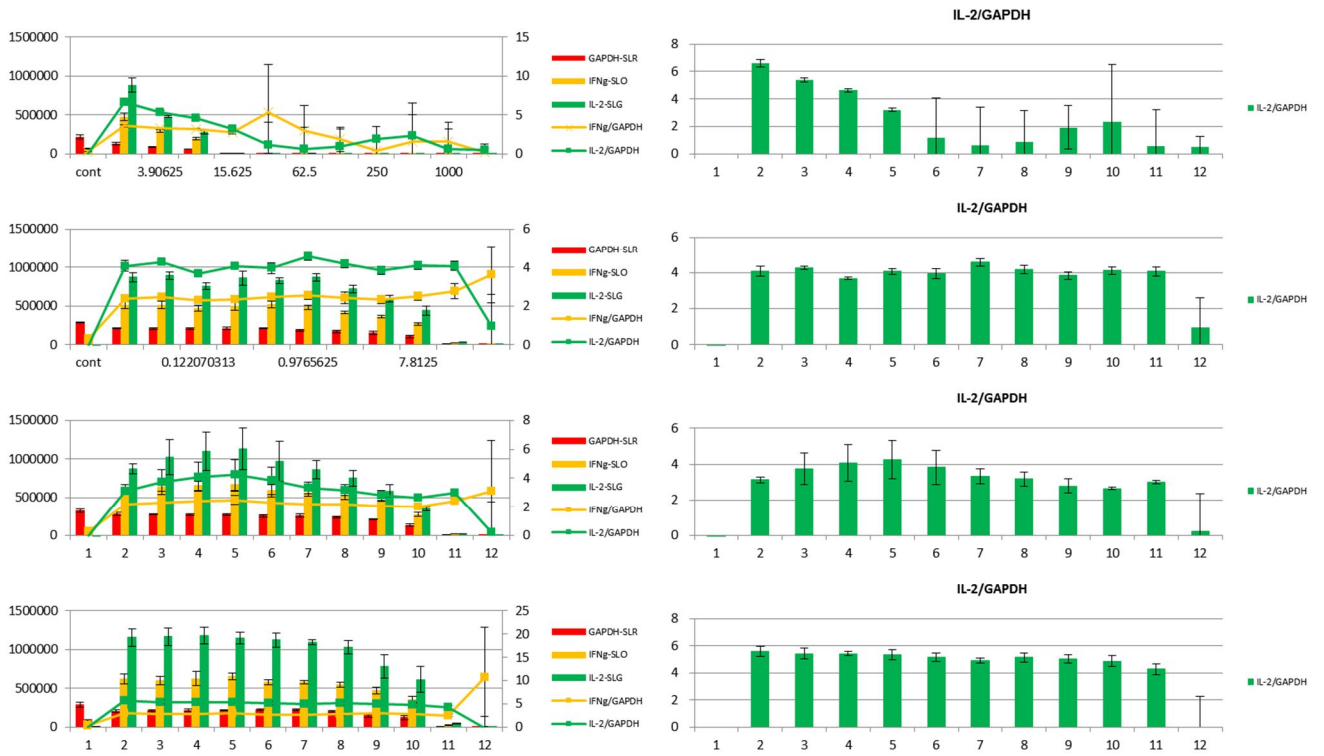 IL-2/GAPDH
1500000
1000000
500000
0
15
10
5
0
cont 3.90625 15.625 62.5 250 1000
GAPDH-SLR
IFNg-SLO
IL-2-SLG
IFNg/GAPDH
IL-2/GAPDH
8
6
4
2
0
1 2 3 4 5 6 7 8 9 10 11 12
IL-2/GAPDH
IL-2/GAPDH
1500000
1000000
500000
0
6
4
2
0
cont 0.122070313 0.9765625 7.8125
GAPDH-SLR
IFNg-SLO
IL-2-SLG
IFNg/GAPDH
IL-2/GAPDH
6
4
2
0
1 2 3 4 5 6 7 8 9 10 11 12
IL-2/GAPDH
IL-2/GAPDH
1500000
1000000
500000
0
8
6
4
2
0
1 2 3 4 5 6 7 8 9 10 11 12
GAPDH-SLR
IFNg-SLO
IL-2-SLG
IFNg/GAPDH
IL-2/GAPDH
6
4
2
0
1 2 3 4 5 6 7 8 9 10 11 12
IL-2/GAPDH
IL-2/GAPDH
1500000
1000000
500000
0
25
20
15
10
5
0
1 2 3 4 5 6 7 8 9 10 11 12
GAPDH-SLR
IFNg-SLO
IL-2-SLG
IFNg/GAPDH
IL-2/GAPDH
8
6
4
2
0
1 2 3 4 5 6 7 8 9 10 11 12
IL-2/GAPDH